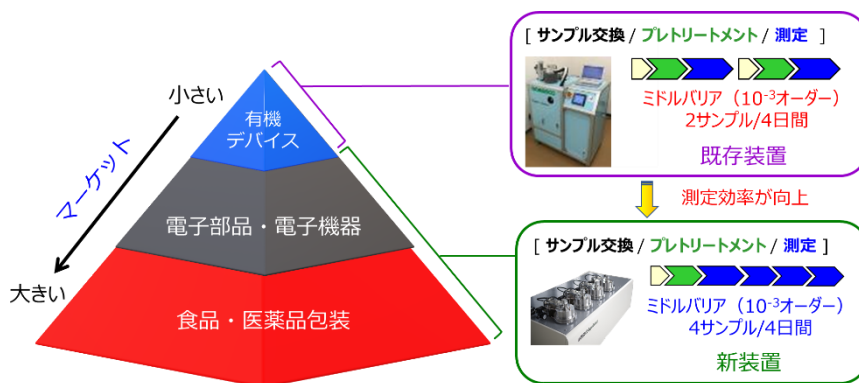 小さい
マーケット
大きい
有機
デバイス
電子部品・電子機器
食品・医薬品包装
[ サンプル交換 / プレトリートメント / 測定 ]
ミドルバリア（10-3オーダー）
2サンプル/4日間
既存装置
測定効率が向上
[ サンプル交換 / プレトリートメント / 測定 ]
ミドルバリア（10-3オーダー）
4サンプル/4日間
新装置